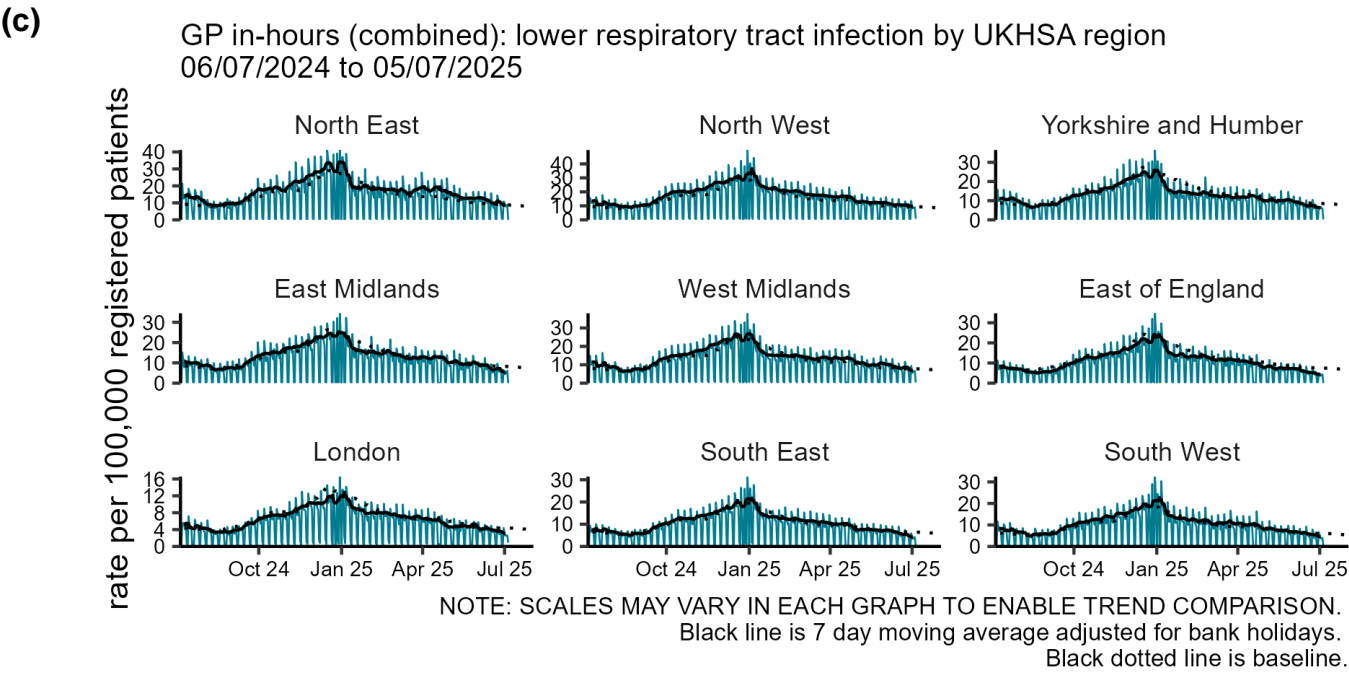 (c)
GP in-hours (combined): lower respiratory tract infection by UKHSA region
06/07/2024 to 05/07/2025
rate per 100,000 registered patients
North East
40
30
20
10
0
North West
40
30
20
10
0
Yorkshire and Humber
30
20
10
0
East Midlands
30
20
10
0
West Midlands
30
20
10
0
East of England
30
20
10
0
London
16
12
8
4
0
Oct 24 Jan 25 Apr 25 Jul 25
South East
30
20
10
0
Oct 24 Jan 25 Apr 25 Jul 25
South West
30
20
10
0
Oct 24 Jan 25 Apr 25 Jul 25
NOTE: SCALES MAY VARY IN EACH GRAPH TO ENABLE TREND COMPARISON.
Black line is 7 day moving average adjusted for bank holidays.
Black dotted line is baseline.